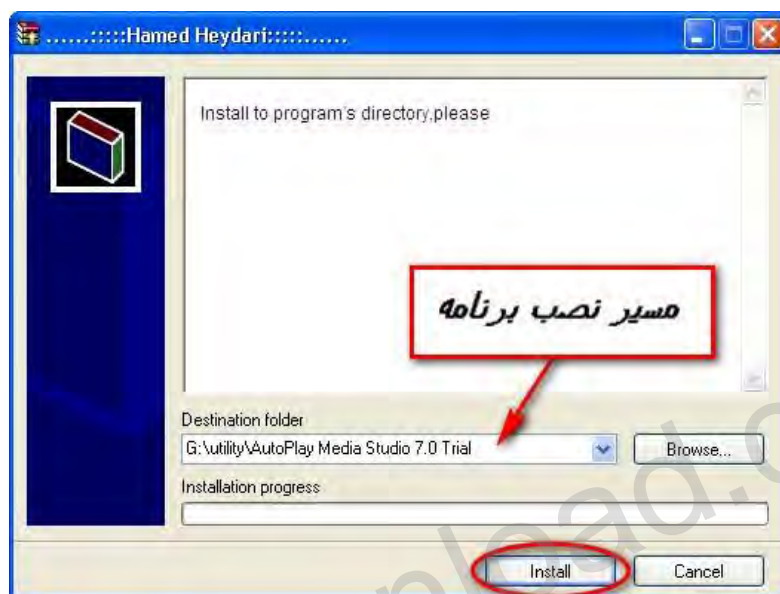 ......:::::Hamed Heydari:::::......
Install to program's directory,please
مسیر نصب برنامه
Destination folder
G:\utility\AutoPlay Media Studio 7.0 Trial
Browse...
Installation progress
Install
Cancel